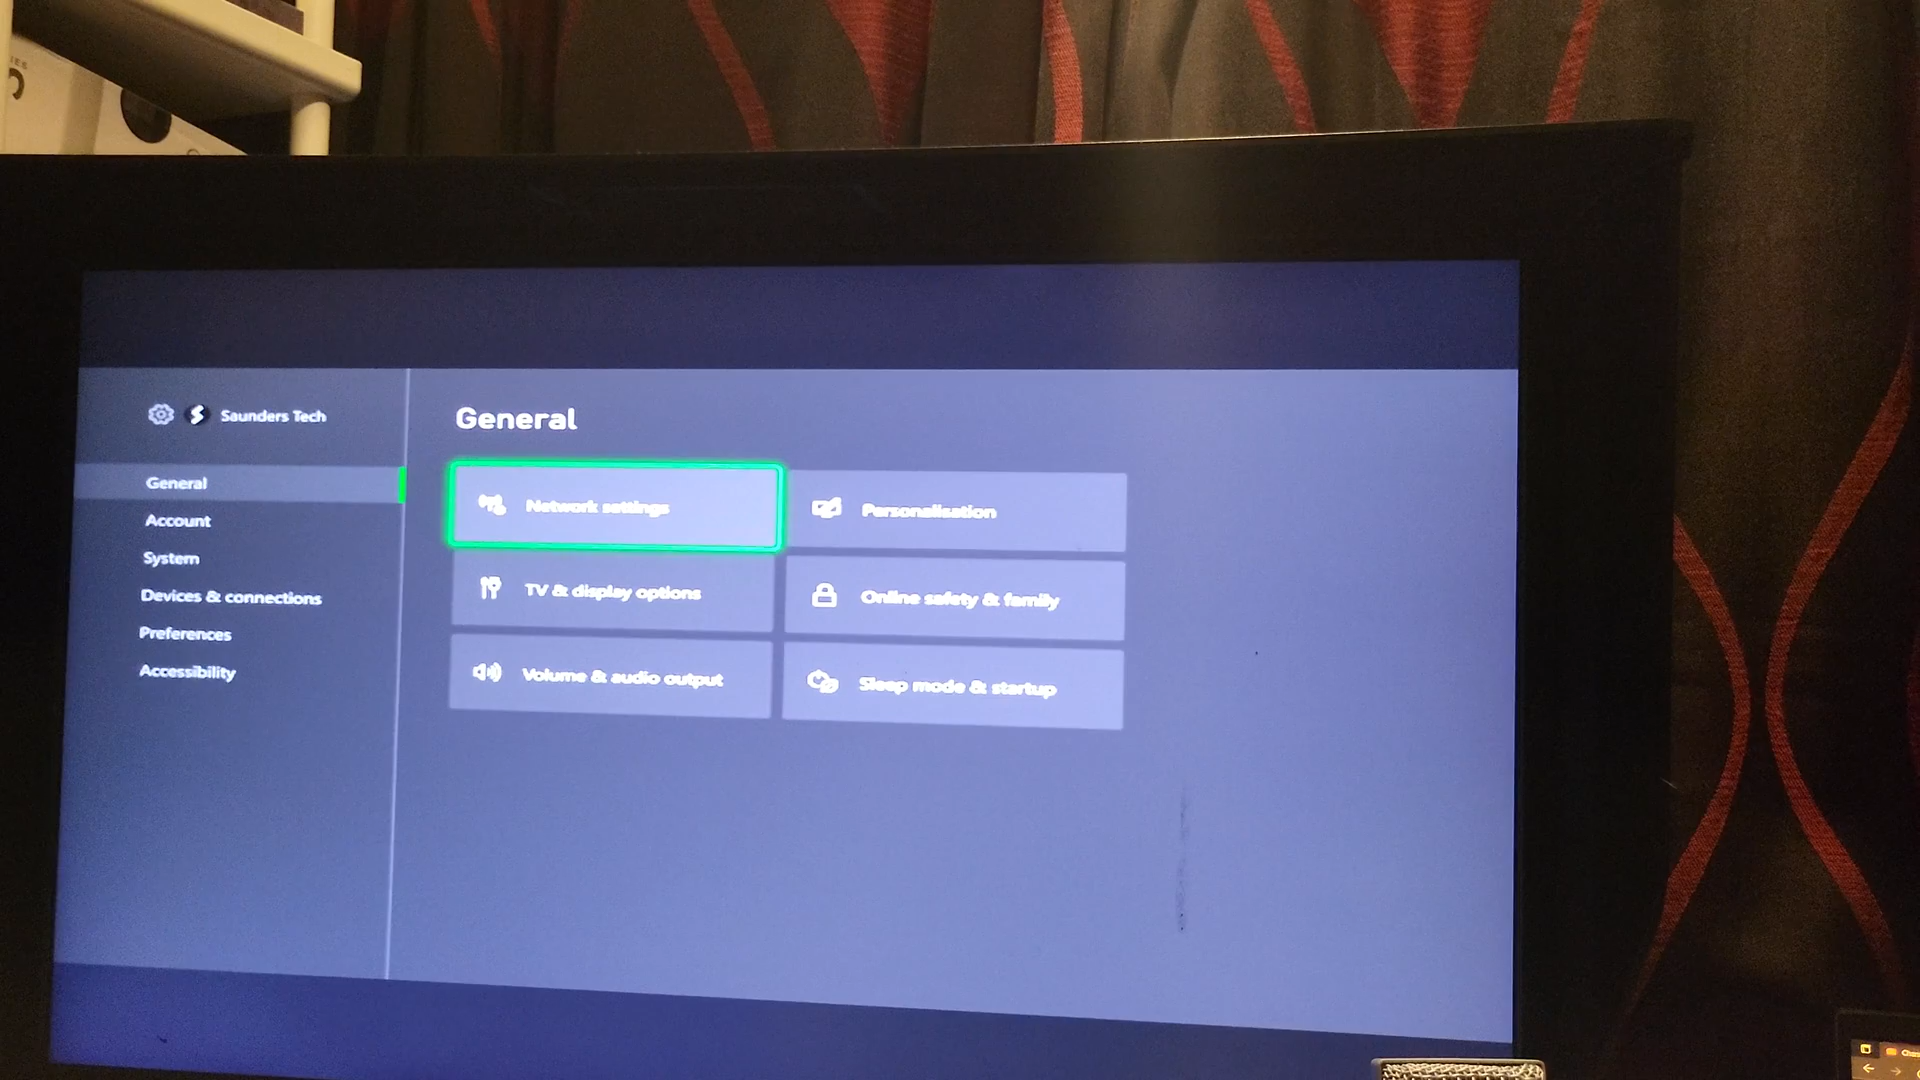 Saunders Tech
General
Account
System
Devices & connections
Preferences
Accessibility
General
Network settings
Personalisation
TV & display options
Online safety & family
Volume & audio output
Sleep mode & startup